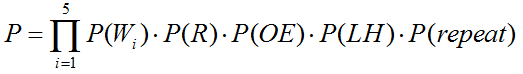 P = ∏_{i=1}^{5} P(W_i) · P(R) · P(OE) · P(LH) · P(repeat)